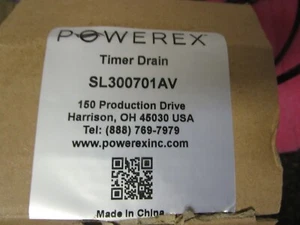 POWEREX
Timer Drain
SL300701AV
150 Production Drive
Harrison, OH 45030 USA
Tel: (888) 769-7979
www.powerexinc.com
Made in China